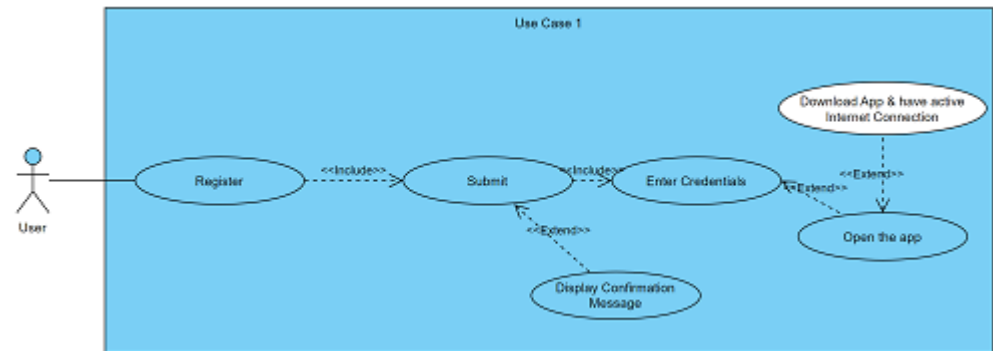 Use Case 1
Download App & have active
Internet Connection
Register
<<Include>>
Submit
<<Include>>
Enter Credentials
<<Extend>>
<<Extend>>
User
Open the app
<<Extend>>
Display Confirmation
Message